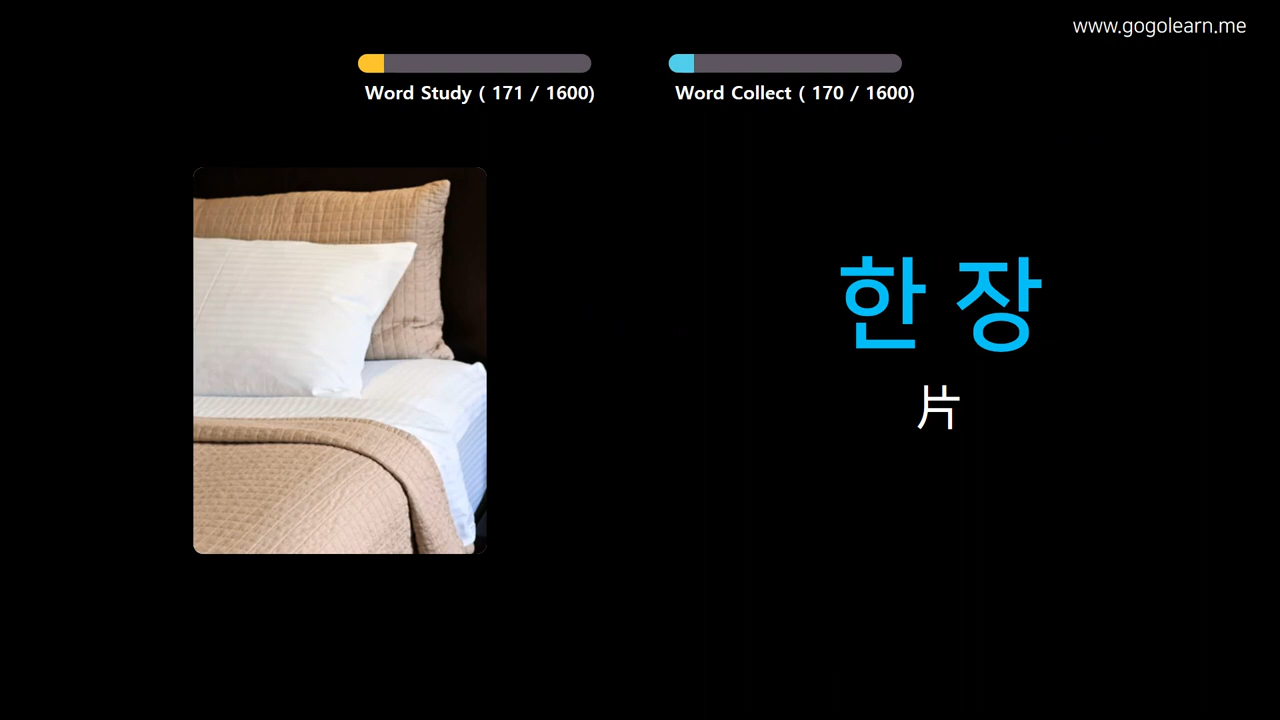 www.gogolearn.me
Word Study ( 171 / 1600)
Word Collect ( 170 / 1600)
한 장
片